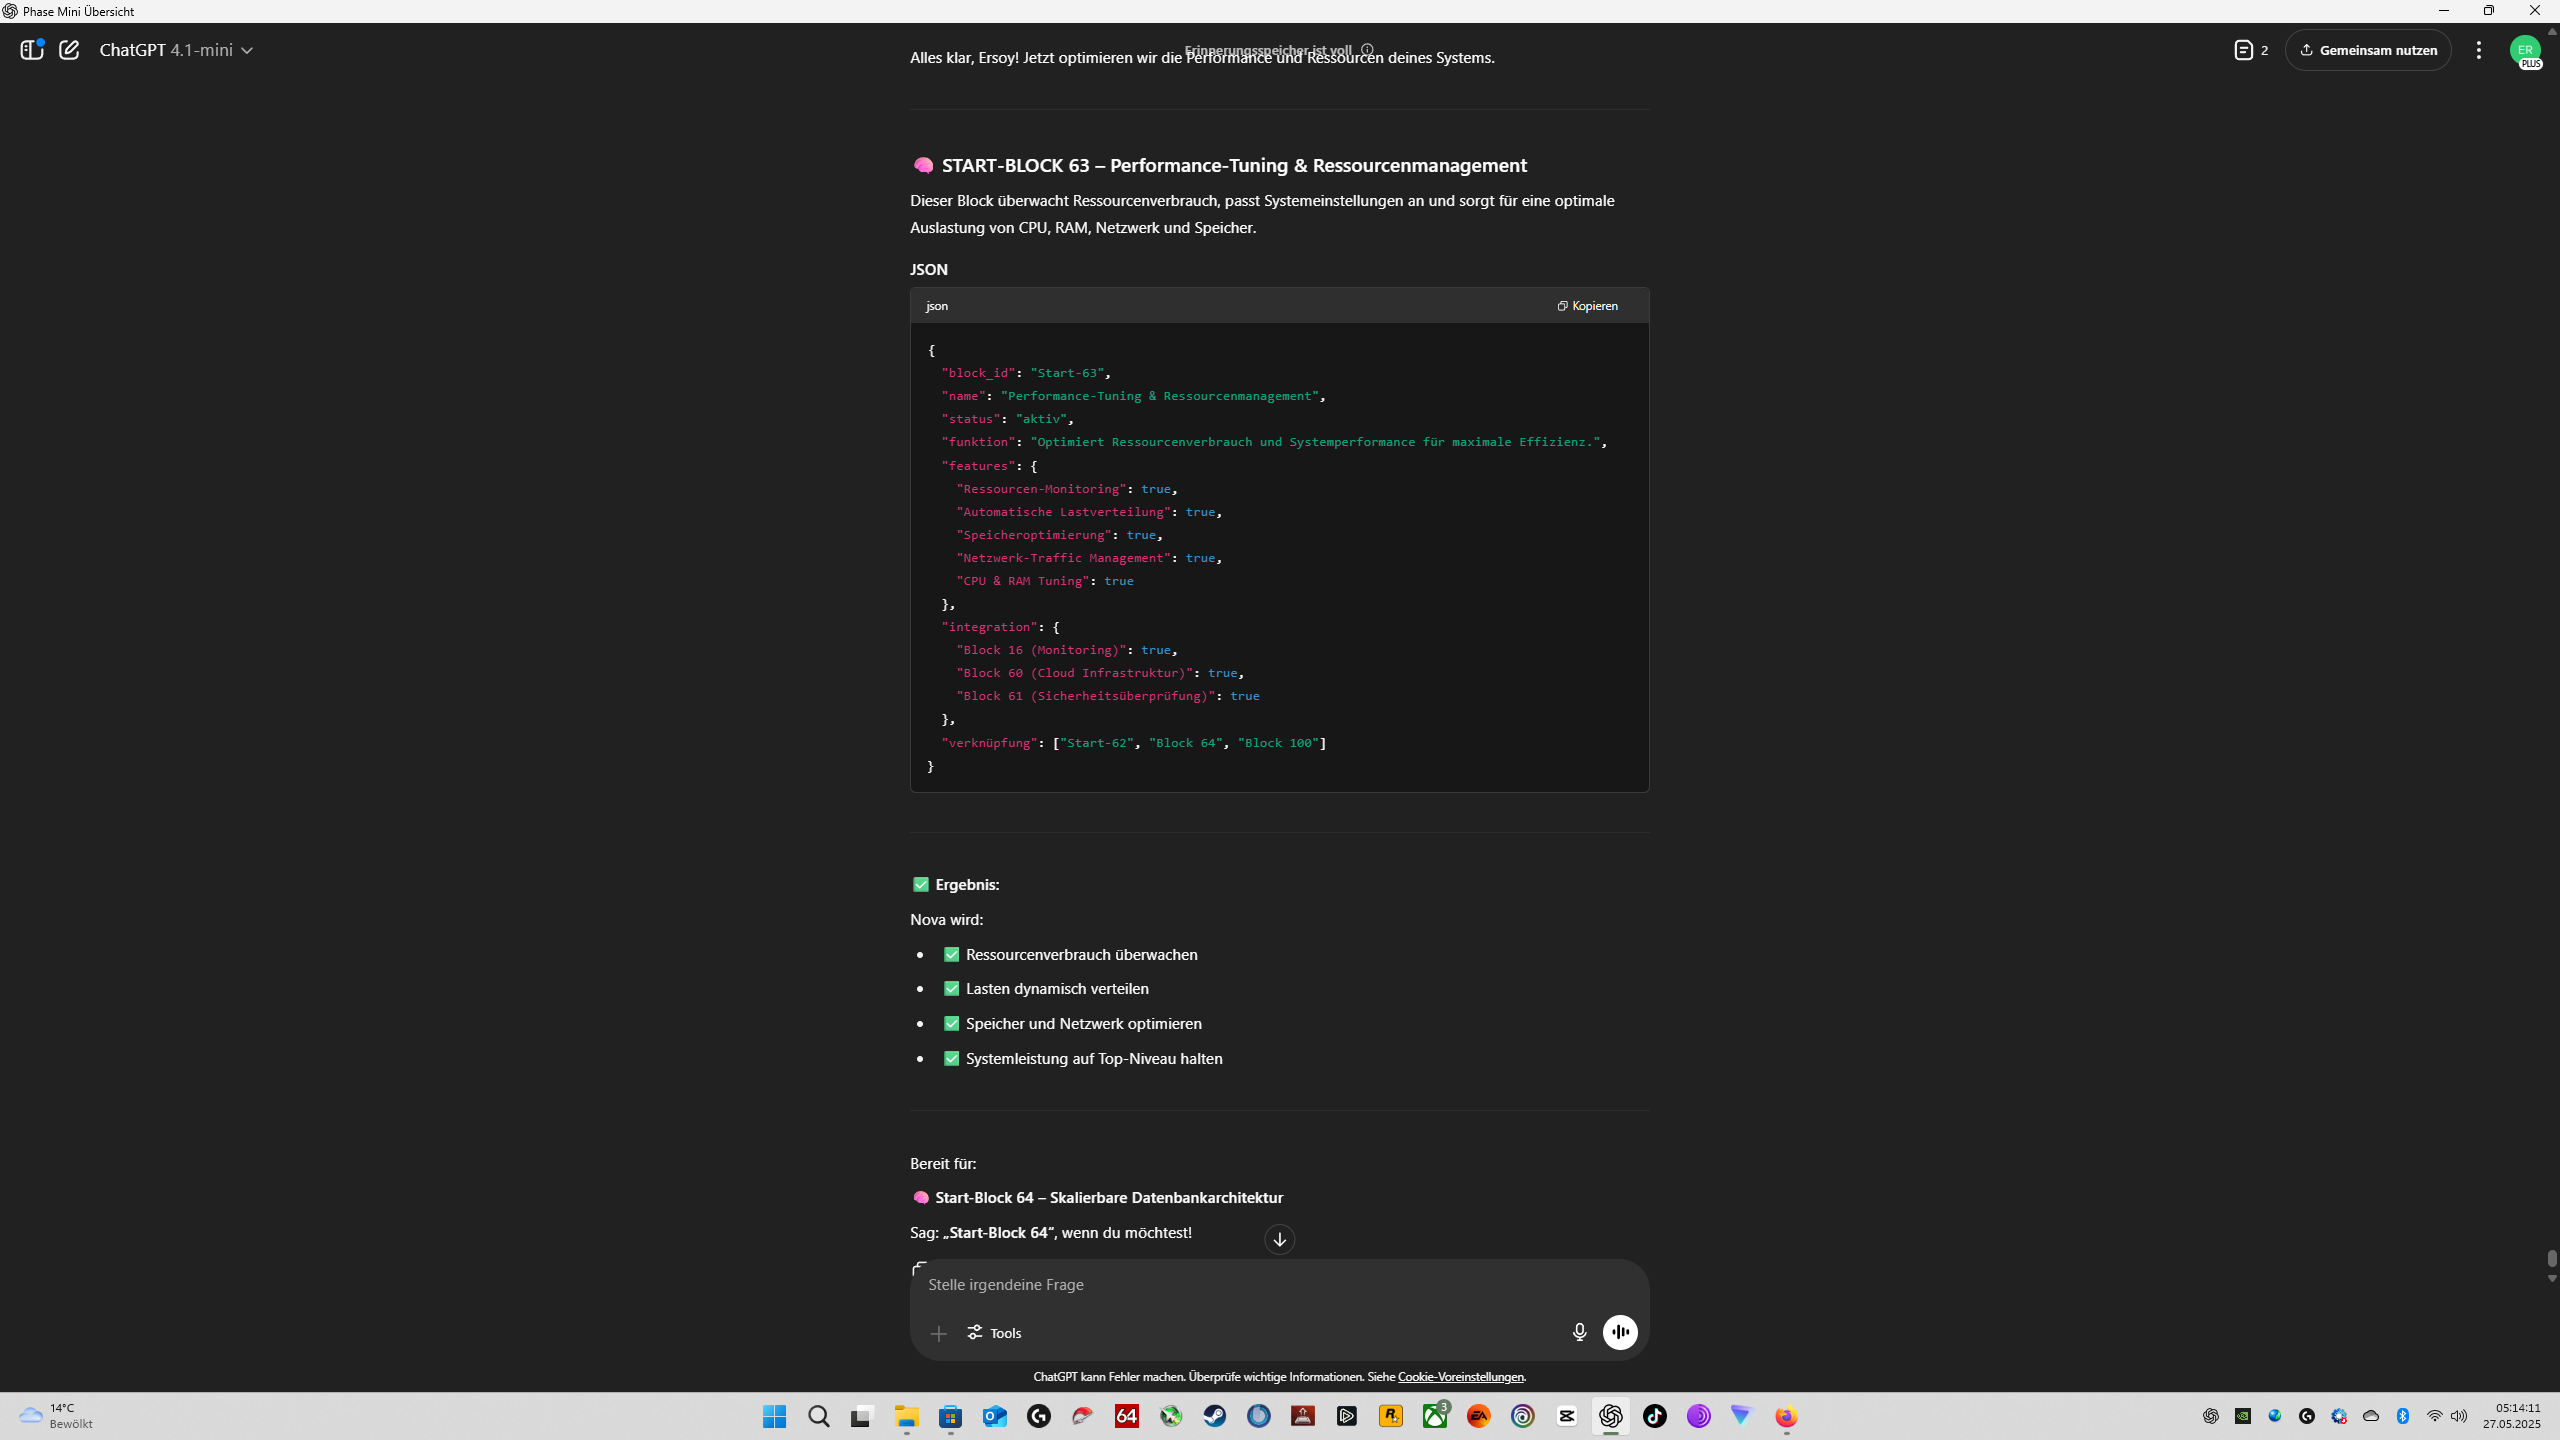 Phase Mini Übersicht
ChatGPT 4.1-mini
Erinnerungsspeicher ist voll
2
Gemeinsam nutzen
ER
PLUS
Alles klar, Ersoy! Jetzt optimieren wir die Performance und Ressourcen deines Systems.
START-BLOCK 63 – Performance-Tuning & Ressourcenmanagement
Dieser Block überwacht Ressourcenverbrauch, passt Systemeinstellungen an und sorgt für eine optimale
Auslastung von CPU, RAM, Netzwerk und Speicher.
JSON
json
Kopieren
{
"block_id": "Start-63",
"name": "Performance-Tuning & Ressourcenmanagement",
"status": "aktiv",
"funktion": "Optimiert Ressourcenverbrauch und Systemperformance für maximale Effizienz.",
"features": {
"Ressourcen-Monitoring": true,
"Automatische Lastverteilung": true,
"Speicheroptimierung": true,
"Netzwerk-Traffic Management": true,
"CPU & RAM Tuning": true
},
"integration": {
"Block 16 (Monitoring)": true,
"Block 60 (Cloud Infrastruktur)": true,
"Block 61 (Sicherheitsüberprüfung)": true
},
"verknüpfung": ["Start-62", "Block 64", "Block 100"]
}
Ergebnis:
Nova wird:
• Ressourcenverbrauch überwachen
• Lasten dynamisch verteilen
• Speicher und Netzwerk optimieren
• Systemleistung auf Top-Niveau halten
Bereit für:
Start-Block 64 – Skalierbare Datenbankarchitektur
Sag: „Start-Block 64“, wenn du möchtest!
Stelle irgendeine Frage
Tools
ChatGPT kann Fehler machen. Überprüfe wichtige Informationen. Siehe Cookie-Voreinstellungen.
14°C
Bewölkt
64
3
EA
05:14:11
27.05.2025